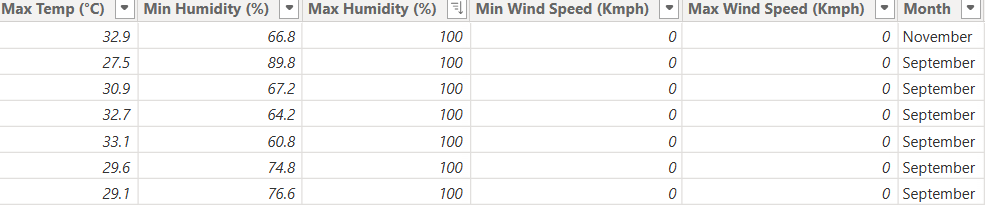 Max Temp (°C) Min Humidity (%) Max Humidity (%) Min Wind Speed (Kmph) Max Wind Speed (Kmph) Month
32.9 66.8 100 0 0 November
27.5 89.8 100 0 0 September
30.9 67.2 100 0 0 September
32.7 64.2 100 0 0 September
33.1 60.8 100 0 0 September
29.6 74.8 100 0 0 September
29.1 76.6 100 0 0 September